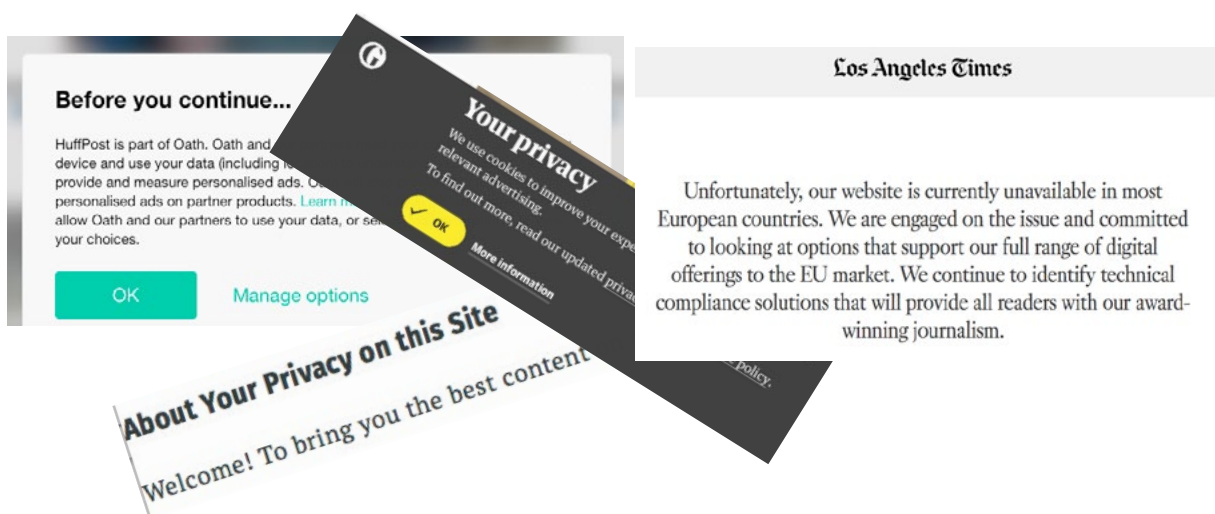 Before you continue...
HuffPost is part of Oath. Oath and
device and use your data (including
provide and measure personalised ads.
personalised ads on partner products. Learn
allow Oath and our partners to use your data, or
your choices.
OK
Manage options
Your privacy
We use cookies to improve your
relevant advertising.
To find out more, read our updated
policy.
OK
More information
About Your Privacy on this Site
Welcome! To bring you the best content
Los Angeles Times
Unfortunately, our website is currently unavailable in most
European countries. We are engaged on the issue and committed
to looking at options that support our full range of digital
offerings to the EU market. We continue to identify technical
compliance solutions that will provide all readers with our award-
winning journalism.